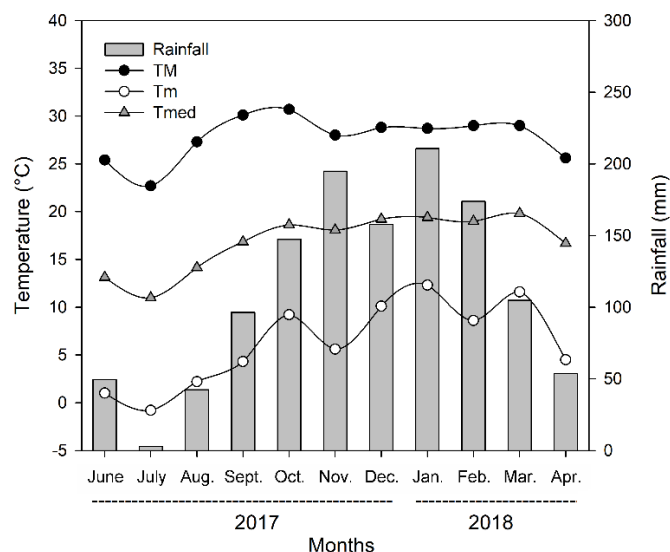 40
35
30
25
20
15
10
5
0
-5
Temperature (°C)
Rainfall
TM
Tm
Tmed
300
250
200
150
100
50
0
Rainfall (mm)
June July Aug. Sept. Oct. Nov. Dec. Jan. Feb. Mar. Apr.
2017 2018
Months